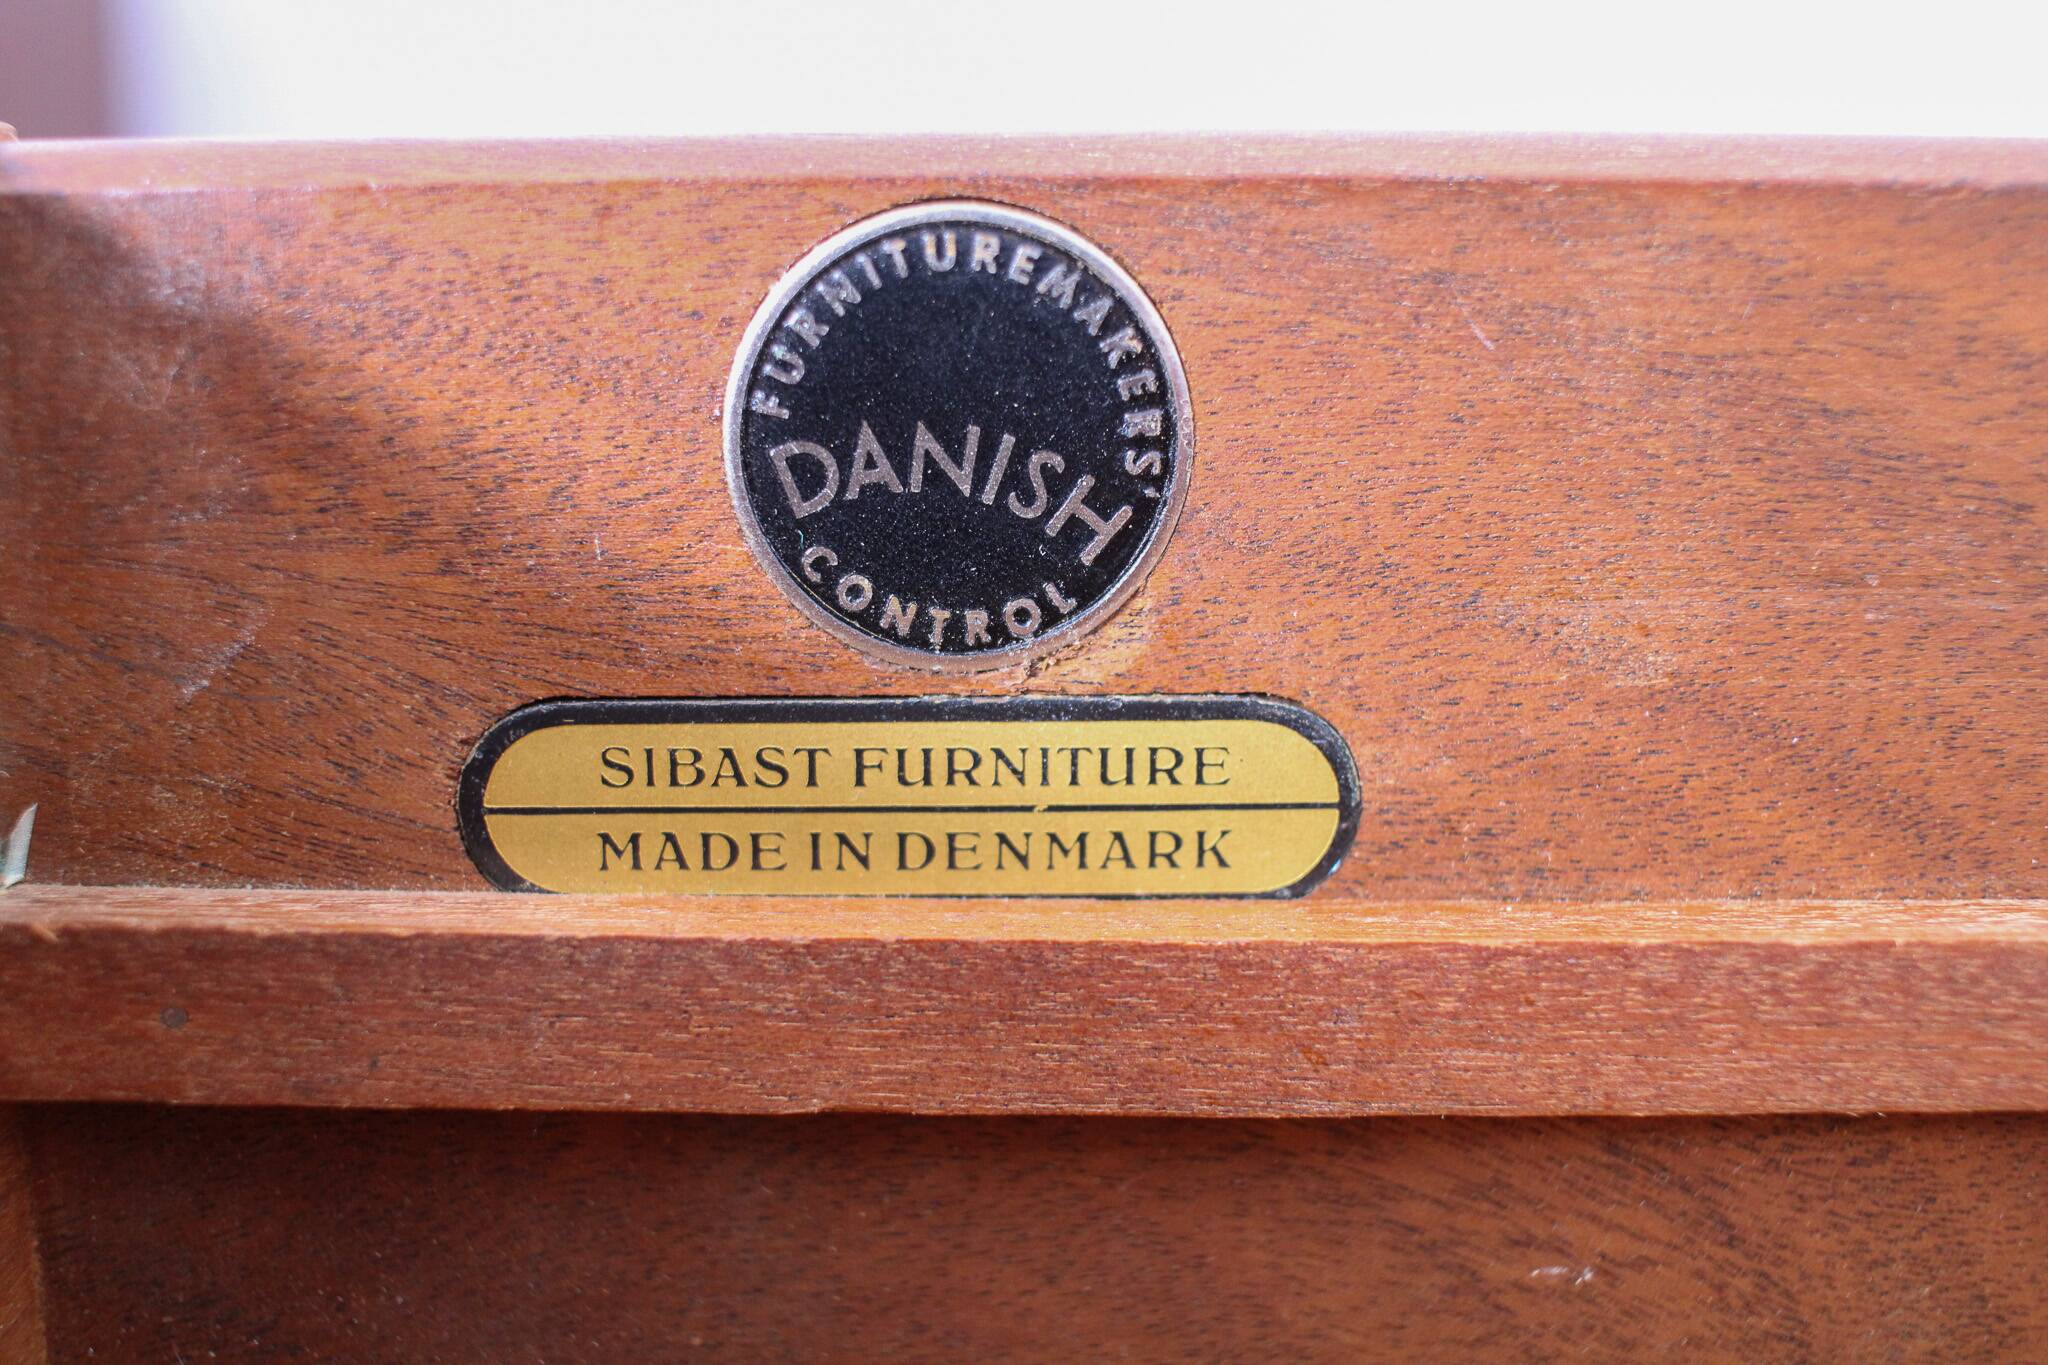 FURNITUREMAKERS'
DANISH
CONTROL
SIBAST FURNITURE
MADE IN DENMARK